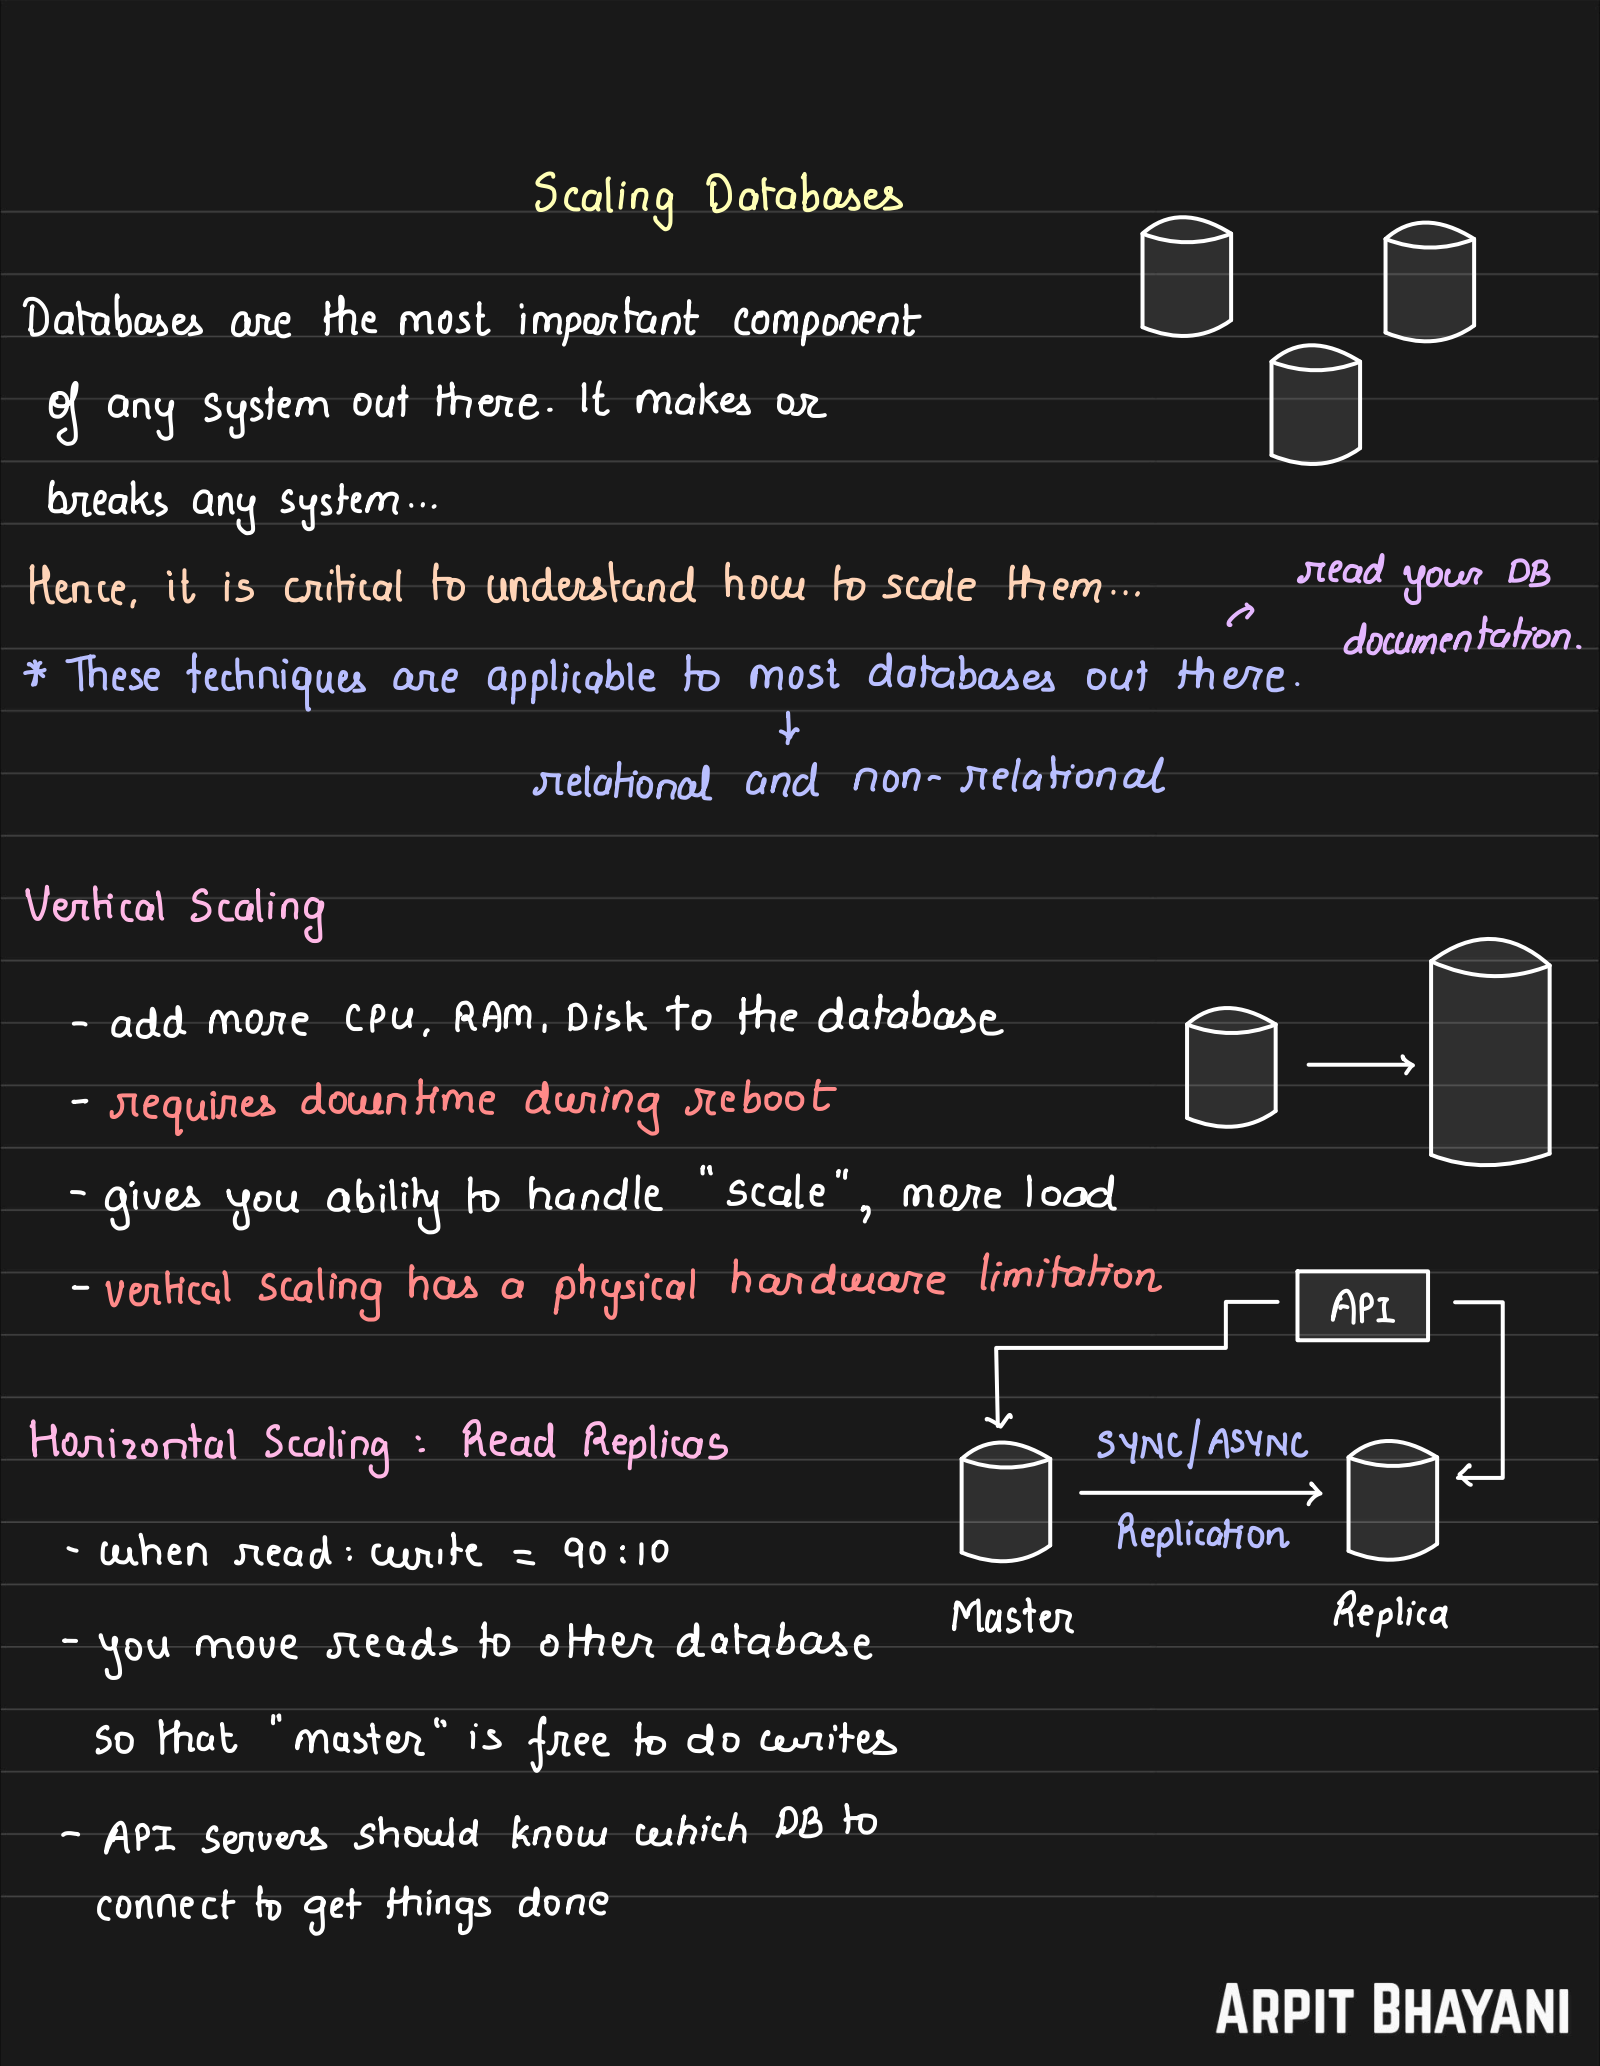 Scaling Databases
Databases are the most important component
of any system out there. It makes or
breaks any system...
Hence, it is critical to understand how to scale them...
read your DB
documentation.
* These techniques are applicable to most databases out there.
relational and non-relational
Vertical Scaling
- add more CPU, RAM, Disk to the database
- requires downtime during reboot
- gives you ability to handle "scale", more load
- vertical scaling has a physical hardware limitation
API
Horizontal Scaling : Read Replicas
SYNC/ASYNC
Replication
Master
Replica
- when read : write = 90:10
- you move reads to other database
so that "master" is free to do writes
- API servers should know which DB to
connect to get things done
ARPIT BHAYANI